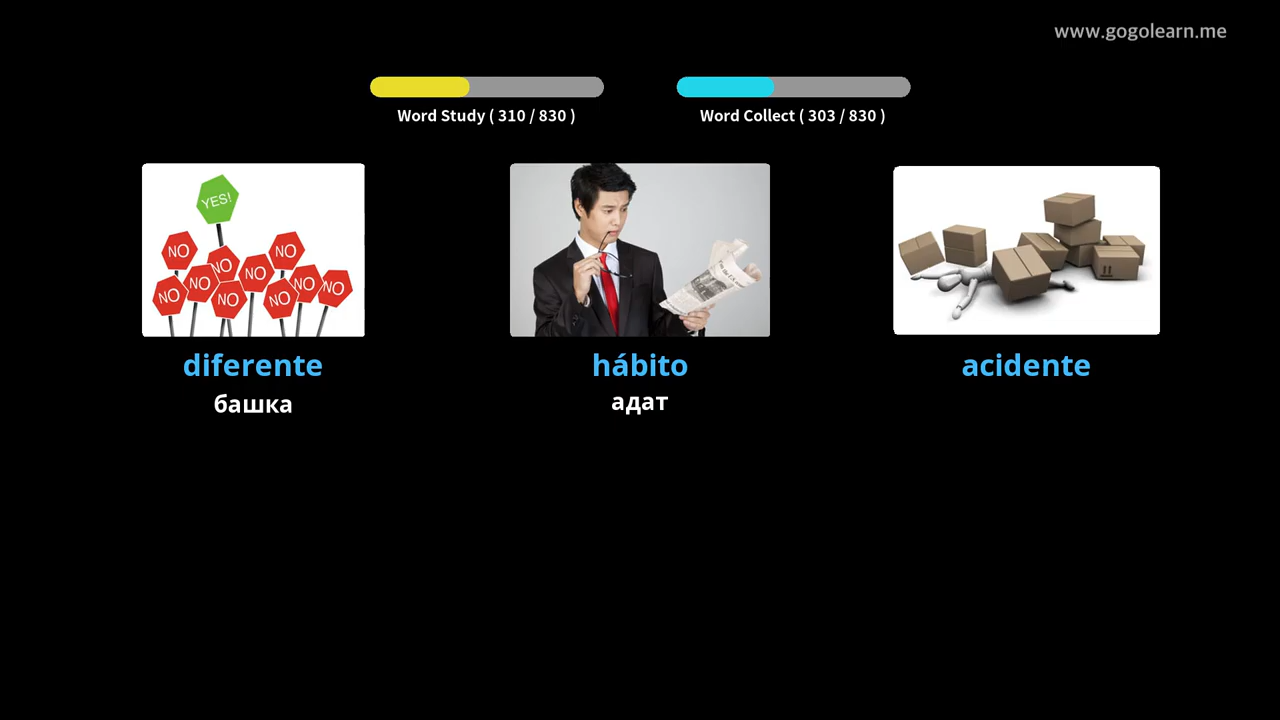 www.gogolearn.me
Word Study ( 310 / 830 )
Word Collect ( 303 / 830 )
YES!
NO
NO
NO
NO
NO
NO
NO
NO
NO
NO
diferente
hábito
acidente
башка
адат